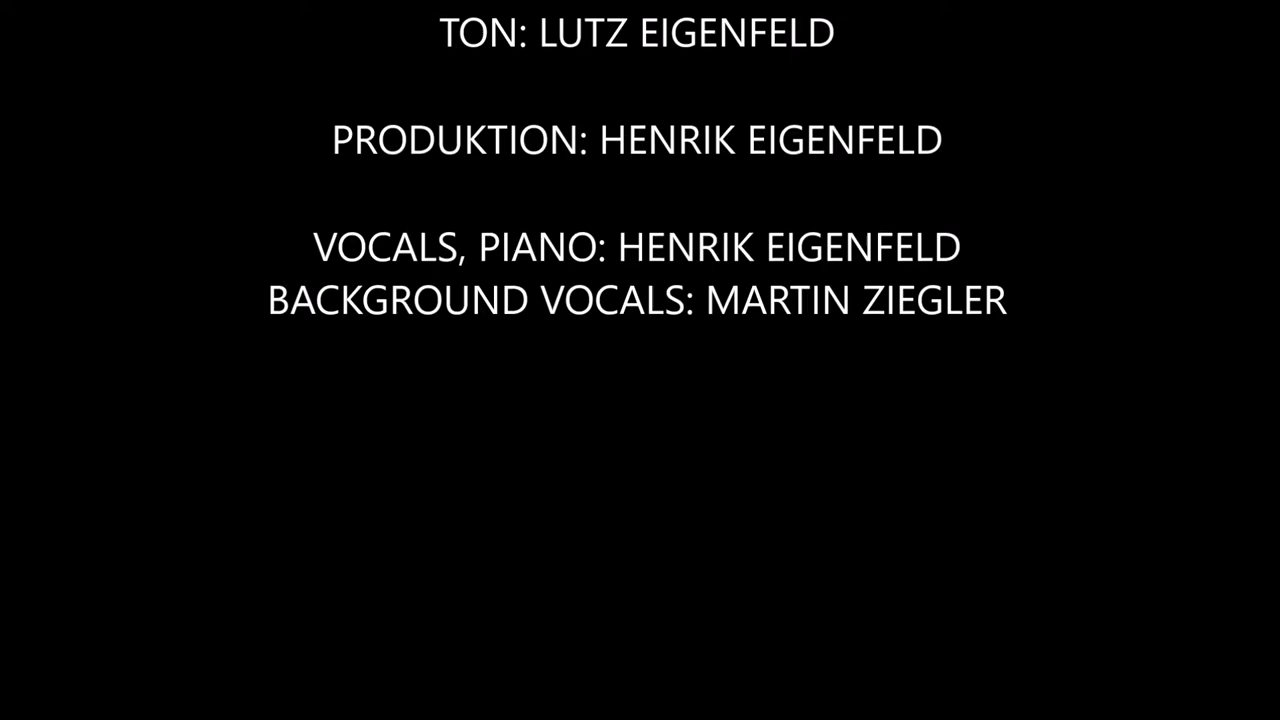 TON: LUTZ EIGENFELD
PRODUKTION: HENRIK EIGENFELD
VOCALS, PIANO: HENRIK EIGENFELD
BACKGROUND VOCALS: MARTIN ZIEGLER